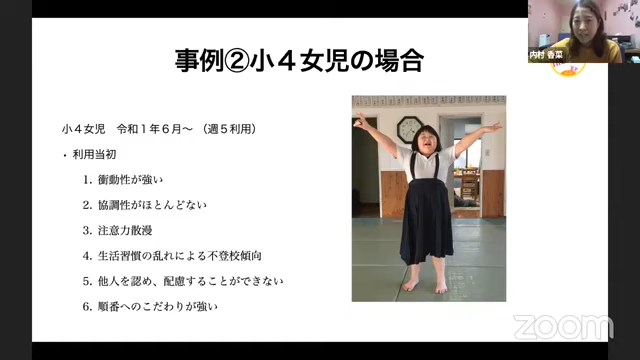 事例②小４女児の場合
内村 香菜
小４女児　令和１年６月〜（週５利用）
・利用当初
1. 衝動性が強い
2. 協調性がほとんどない
3. 注意力散漫
4. 生活習慣の乱れによる不登校傾向
5. 他人を認め、配慮することができない
6. 順番へのこだわりが強い
zoom